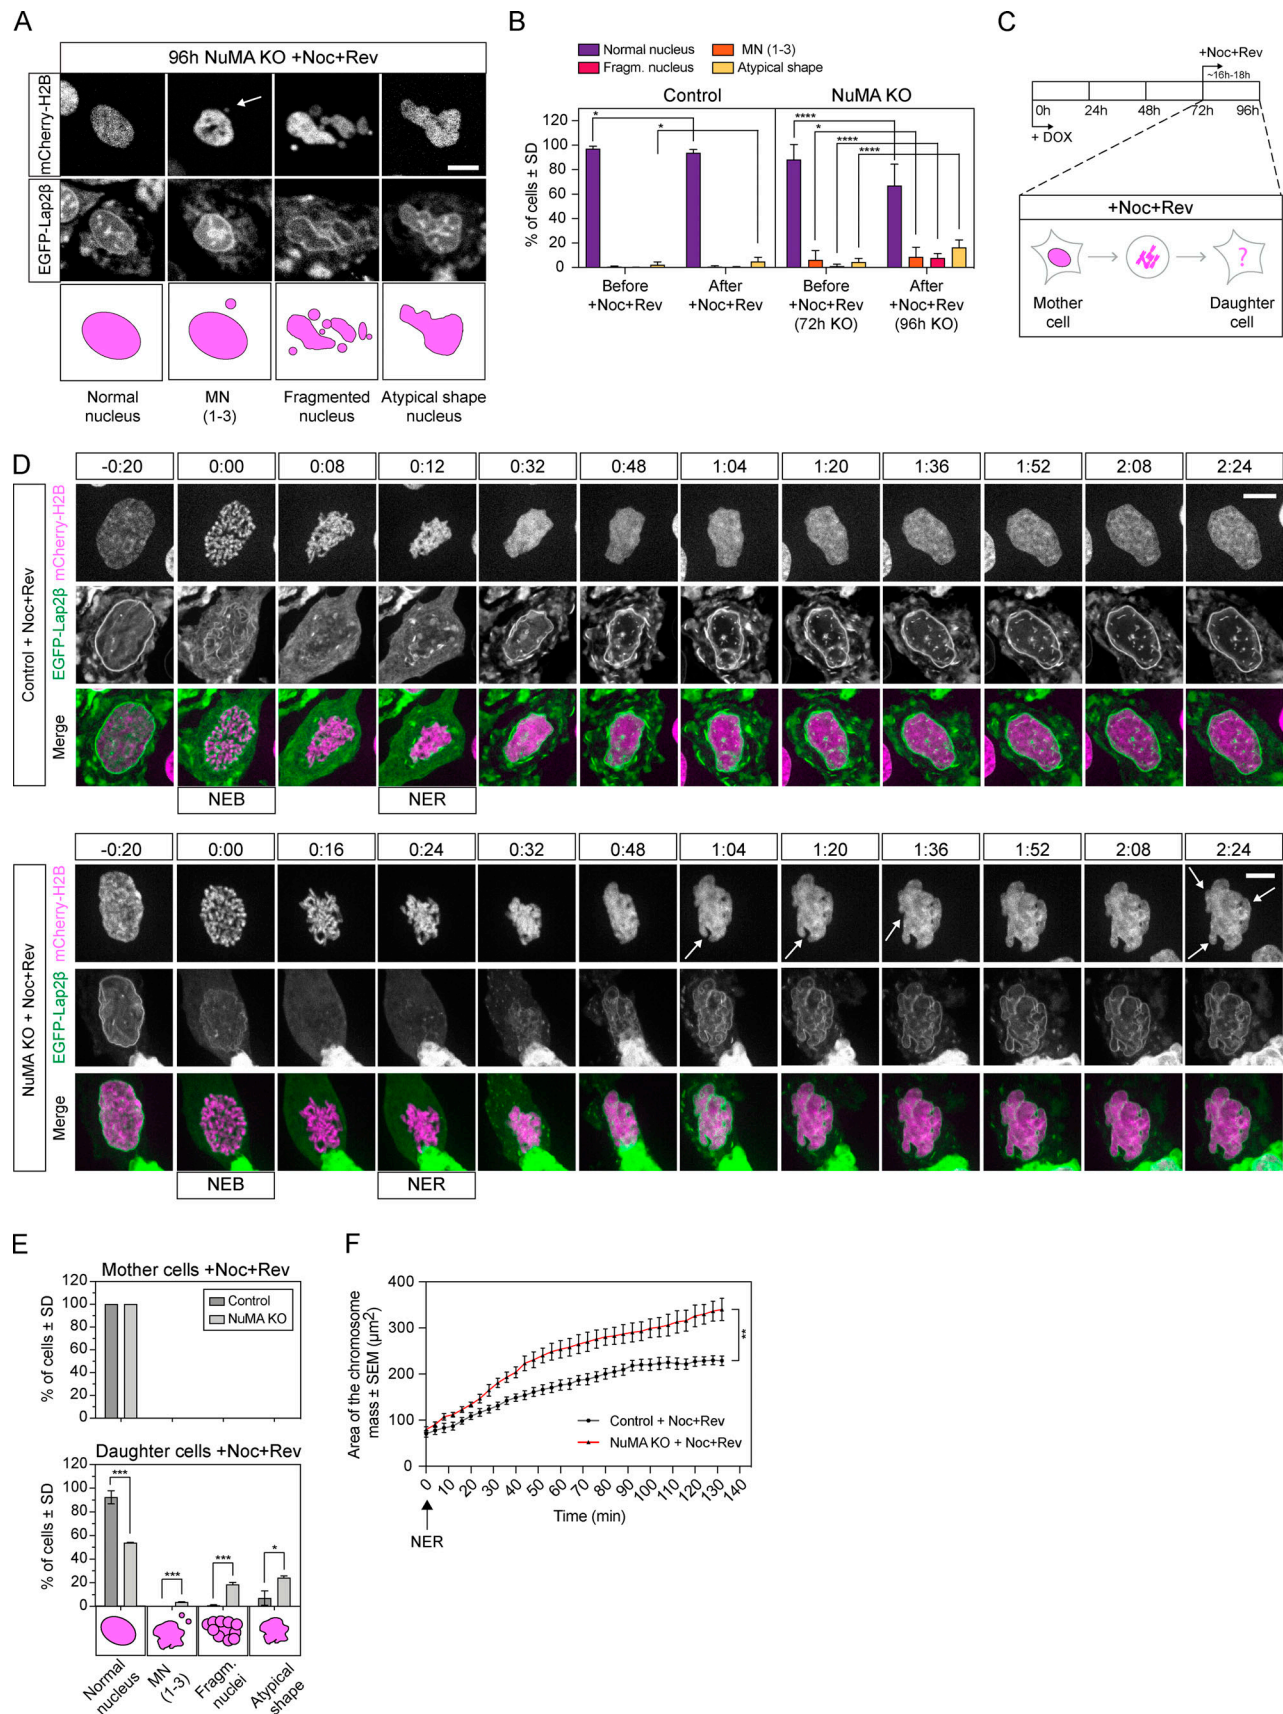 A
96h NuMA KO +Noc+Rev
mCherry-H2B
EGFP-Lap2β
Normal nucleus
MN (1-3)
Fragmented nucleus
Atypical shape nucleus
B
Normal nucleus
MN (1-3)
Fragm. nucleus
Atypical shape
Control
NuMA KO
% of cells ± SD
120
100
80
60
40
20
0
*
*
****
*
****
****
Before +Noc+Rev
After +Noc+Rev
Before +Noc+Rev (72h KO)
After +Noc+Rev (96h KO)
C
+Noc+Rev
~16h-18h
0h
24h
48h
72h
96h
+ DOX
+Noc+Rev
?
Mother cell
Daughter cell
D
-0:20 0:00 0:08 0:12 0:32 0:48 1:04 1:20 1:36 1:52 2:08 2:24
Control + Noc+Rev
mCherry-H2B
EGFP-Lap2β
Merge
NEB
NER
-0:20 0:00 0:16 0:24 0:32 0:48 1:04 1:20 1:36 1:52 2:08 2:24
NuMA KO + Noc+Rev
mCherry-H2B
EGFP-Lap2β
Merge
NEB
NER
E
Mother cells +Noc+Rev
Control
NuMA KO
% of cells ± SD
120
100
80
60
40
20
0
Daughter cells +Noc+Rev
% of cells ± SD
120
100
80
60
40
20
0
***
***
***
*
Normal nucleus
MN (1-3)
Fragm. nuclei
Atypical shape
F
Area of the chromosome mass ± SEM (µm²)
400
300
200
100
0
**
Control + Noc+Rev
NuMA KO + Noc+Rev
0 10 20 30 40 50 60 70 80 90 100 110 120 130 140
Time (min)
NER